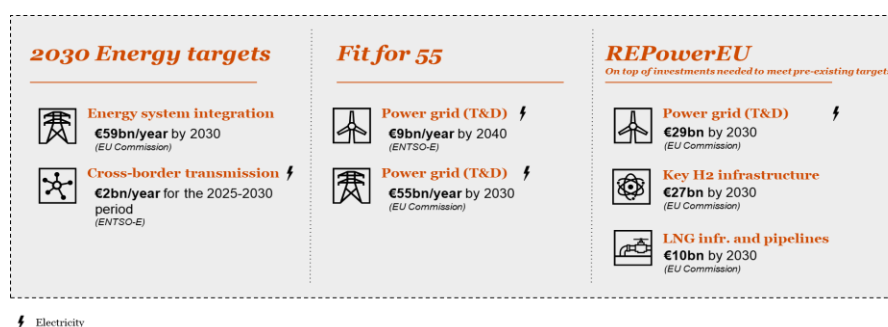 2030 Energy targets
Energy system integration
€59bn/year by 2030
(EU Commission)
Cross-border transmission
€2bn/year for the 2025-2030
period
(ENTSO-E)
Fit for 55
Power grid (T&D)
€9bn/year by 2040
(ENTSO-E)
Power grid (T&D)
€55bn/year by 2030
(EU Commission)
REPowerEU
On top of investments needed to meet pre-existing targets
Power grid (T&D)
€29bn by 2030
(EU Commission)
Key H2 infrastructure
€27bn by 2030
(EU Commission)
LNG infr. and pipelines
€10bn by 2030
(EU Commission)
Electricity